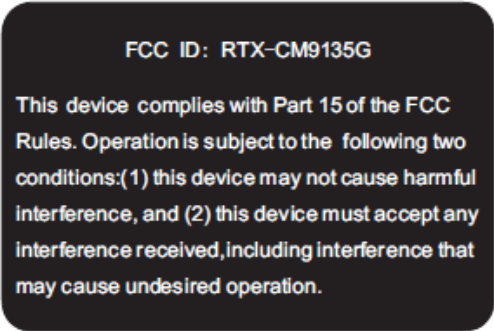 FCC ID: RTX-CM9135G
This device complies with Part 15 of the FCC
Rules. Operation is subject to the following two
conditions:(1) this device may not cause harmful
interference, and (2) this device must accept any
interference received,including interference that
may cause undesired operation.